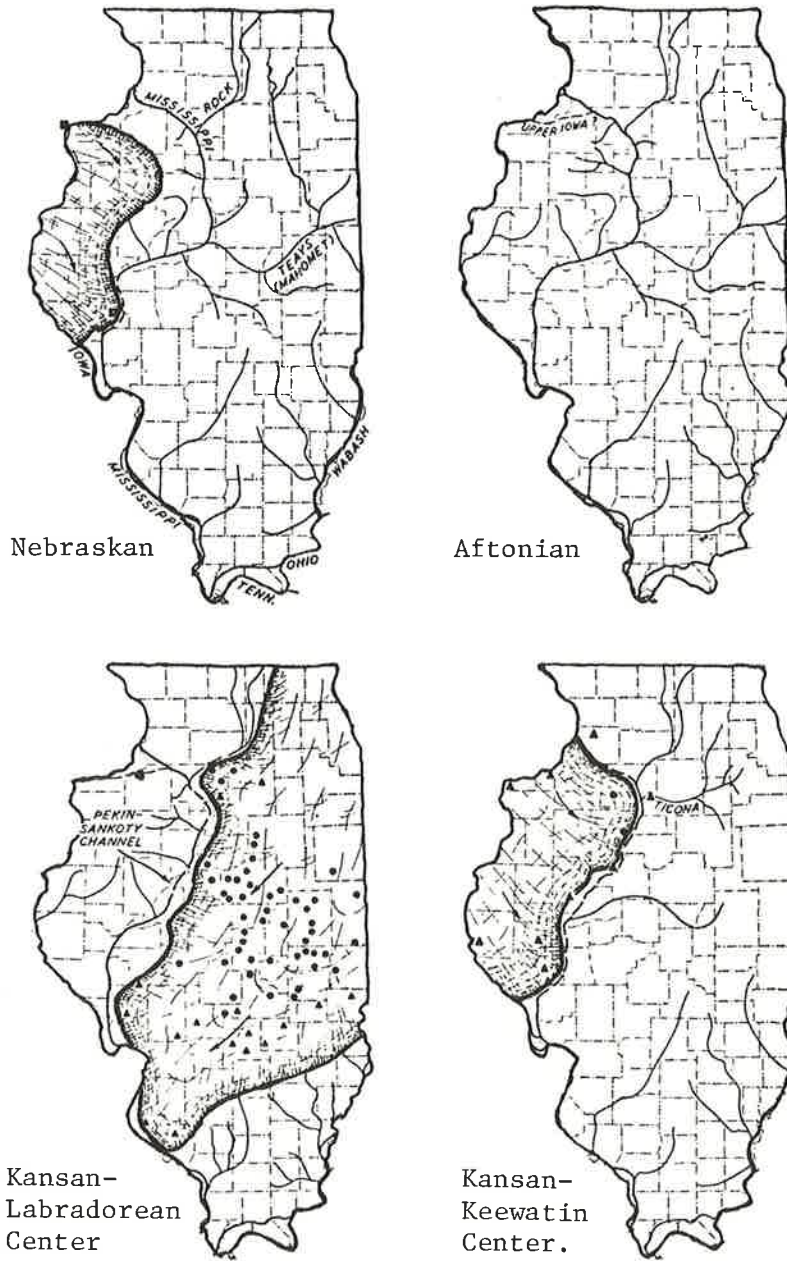 MISSISSIPPI
ROCK
TEAYS
(MAHOMET)
IOWA
MISSISSIPPI
WABASH
OHIO
TENN.
Nebraskan
UPPER IOWA?
Aftonian
PEKIN-
SANKOTY
CHANNEL
Kansan-
Labradorean
Center
TICONA
Kansan-
Keewatin
Center.